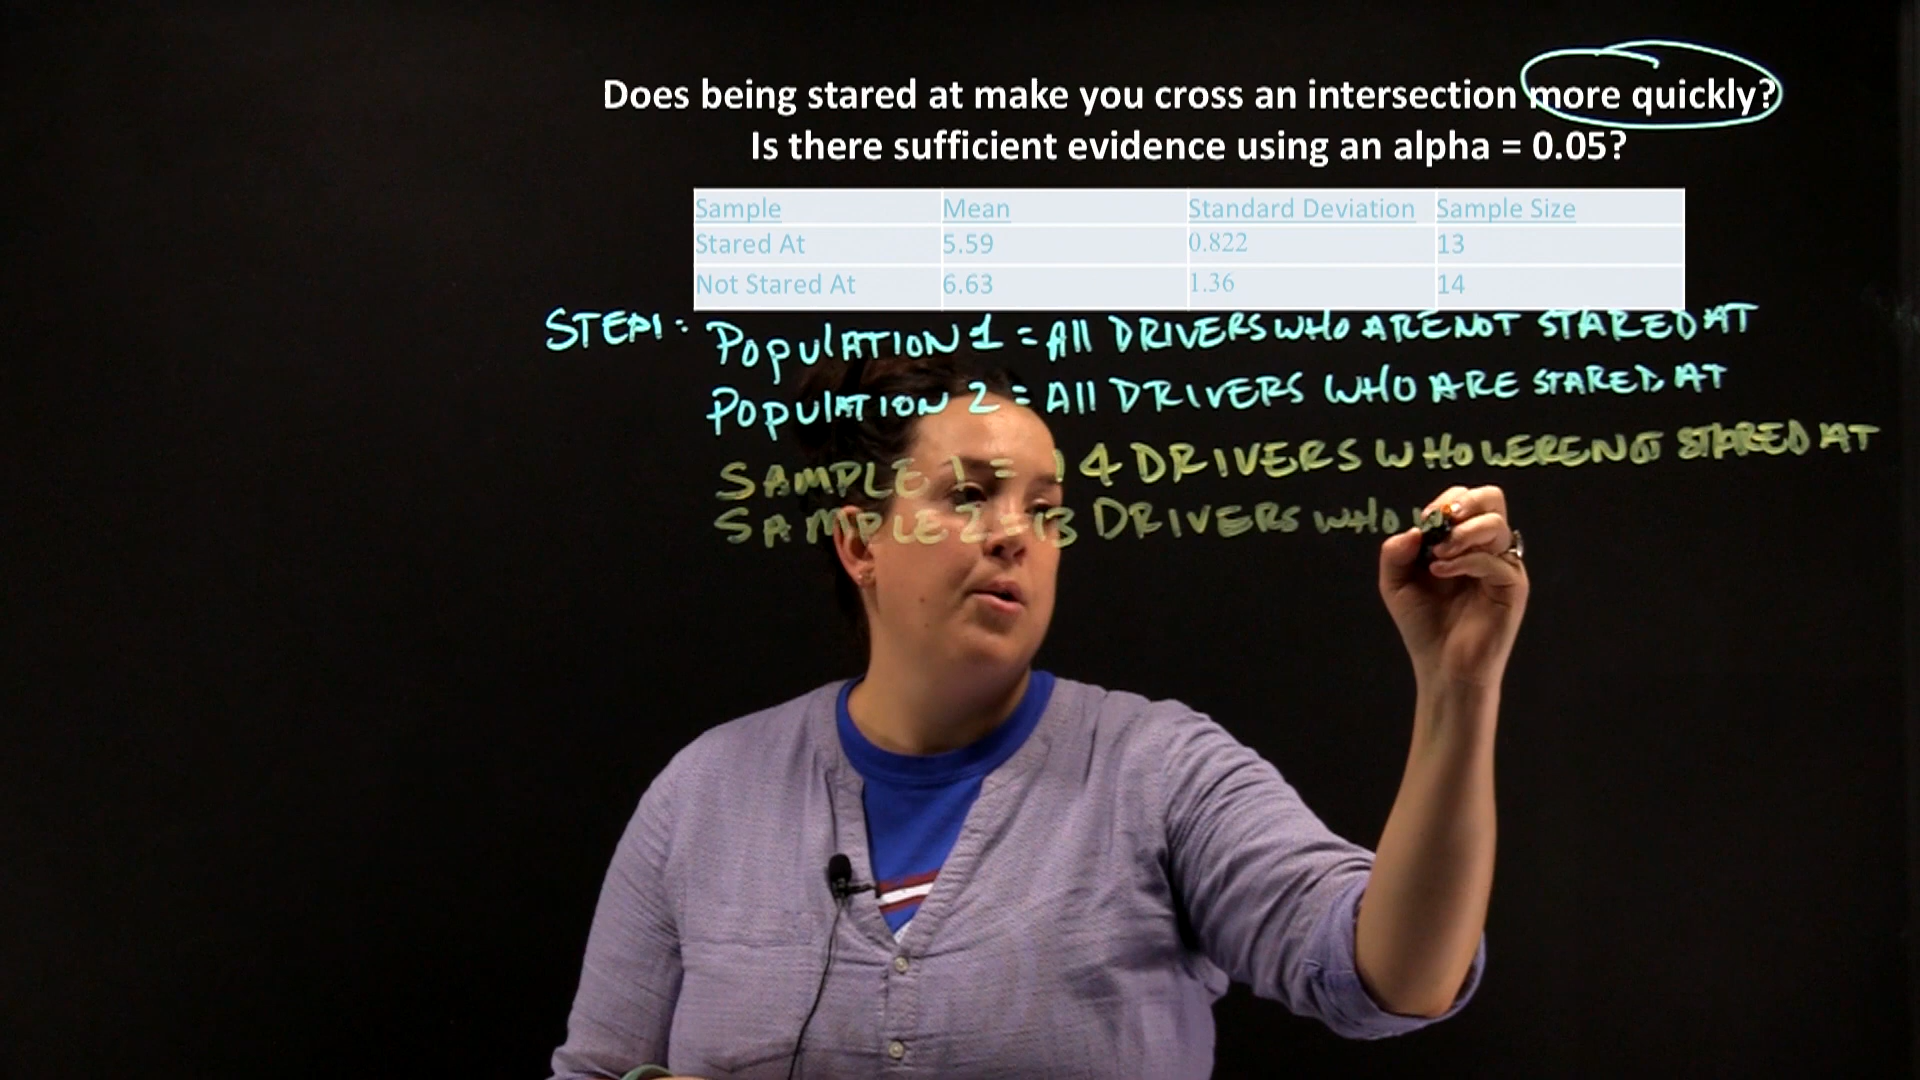 Does being stared at make you cross an intersection more quickly?
Is there sufficient evidence using an alpha = 0.05?
Sample Mean Standard Deviation Sample Size
Stared At 5.59 0.822 13
Not Stared At 6.63 1.36 14
STEP1: POPULATION 1 = All DRIVERS WHO ARE NOT STARED AT
POPULATION 2 = All DRIVERS WHO ARE STARED AT
SAMPLE 1 = 14 DRIVERS WHO WERE NOT STARED AT
SAMPLE 2 = 13 DRIVERS WHO